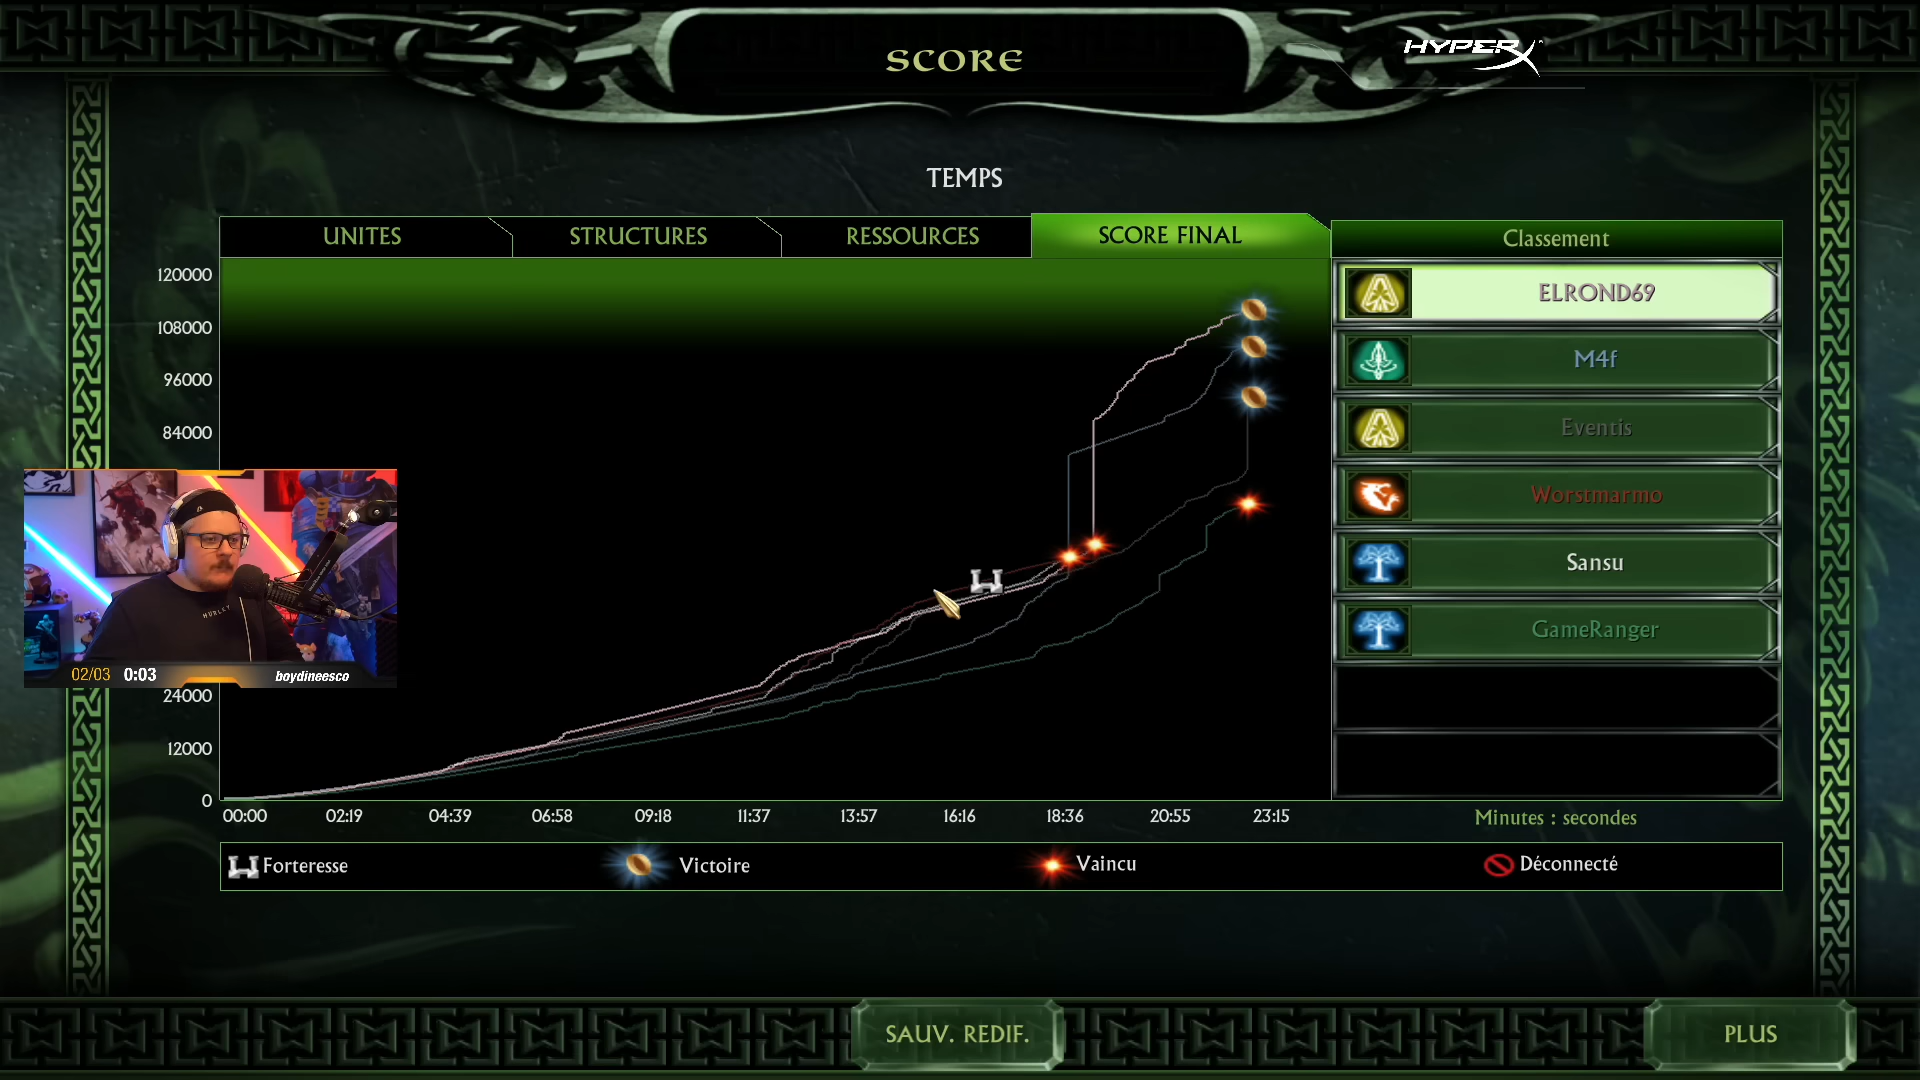 SCORE
HYPERX
TEMPS
UNITES
STRUCTURES
RESSOURCES
SCORE FINAL
Classement
120000
108000
96000
84000
24000
12000
0
ELROND69
M4f
Eventis
Worstmarmo
Sansu
GameRanger
HURLEY
02/03 0:03 boydineesco
00:00 02:19 04:39 06:58 09:18 11:37 13:57 16:16 18:36 20:55 23:15
Minutes : secondes
Forteresse
Victoire
Vaincu
Déconnecté
SAUV. REDIF.
PLUS